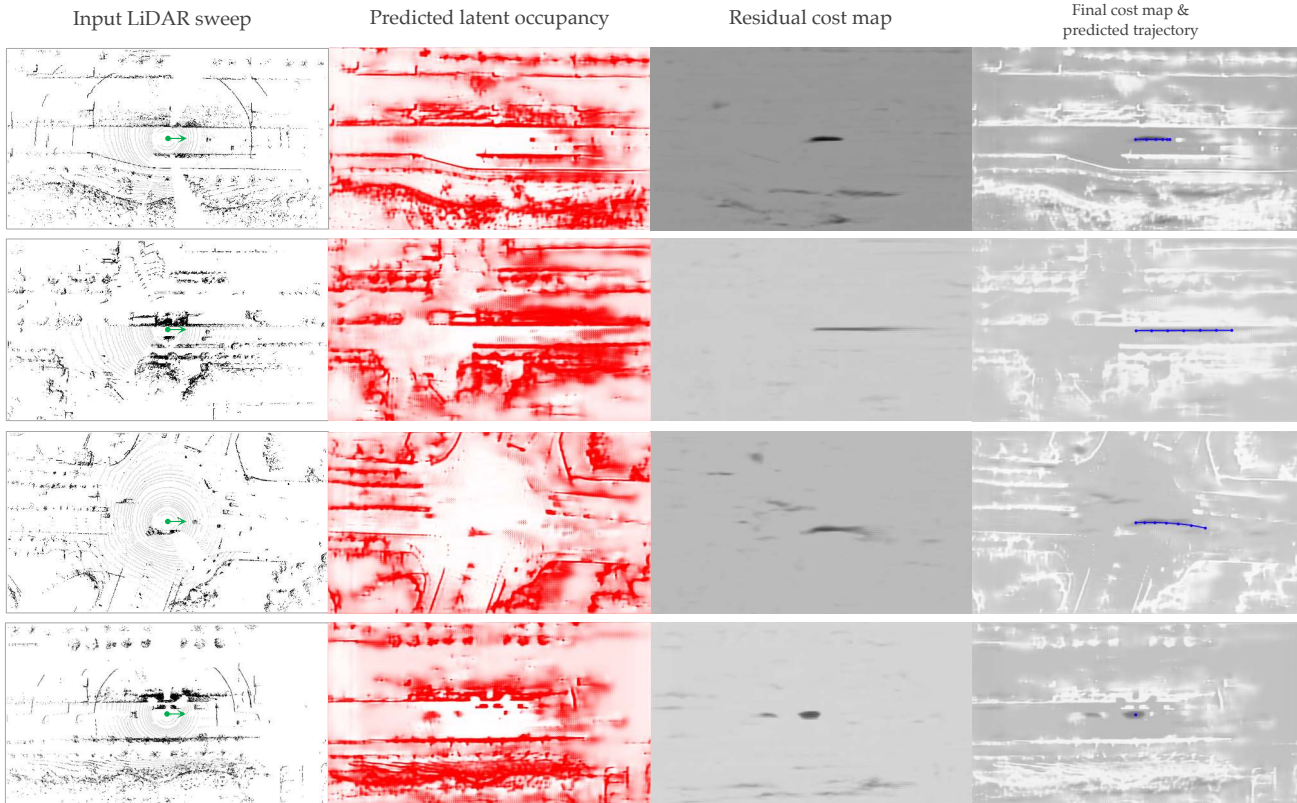 Input LiDAR sweep
Predicted latent occupancy
Residual cost map
Final cost map &
predicted trajectory